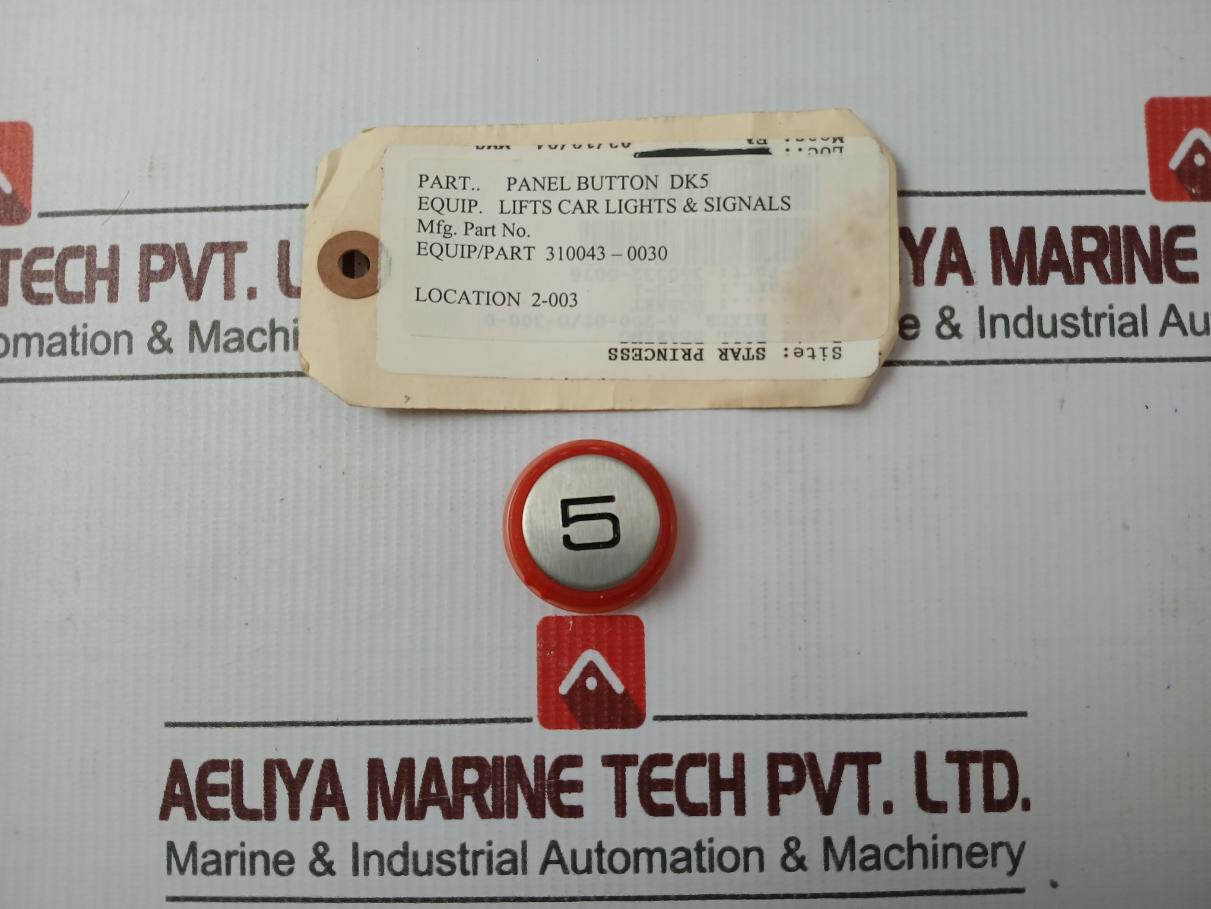 PART.. PANEL BUTTON DK5
EQUIP. LIFTS CAR LIGHTS & SIGNALS
Mfg. Part No.
EQUIP/PART 310043 – 0030
LOCATION 2-003
Site: STAR PRINCESS
TECH PVT.
YA MARINE
omation & Machi
e & Industrial Au
5
AELIYA MARINE TECH PVT. LTD.
Marine & Industrial Automation & Machinery